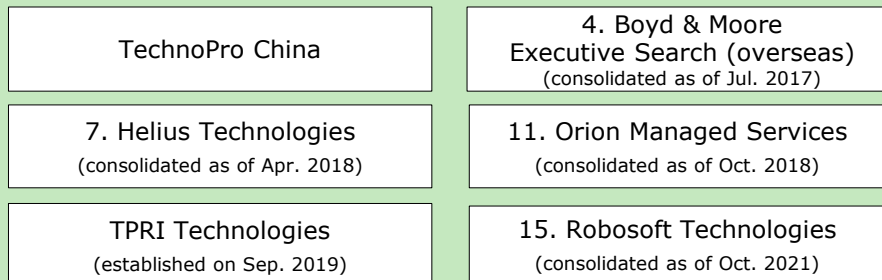 TechnoPro China
4. Boyd & Moore
Executive Search (overseas)
(consolidated as of Jul. 2017)
7. Helius Technologies
(consolidated as of Apr. 2018)
11. Orion Managed Services
(consolidated as of Oct. 2018)
TPRI Technologies
(established on Sep. 2019)
15. Robosoft Technologies
(consolidated as of Oct. 2021)